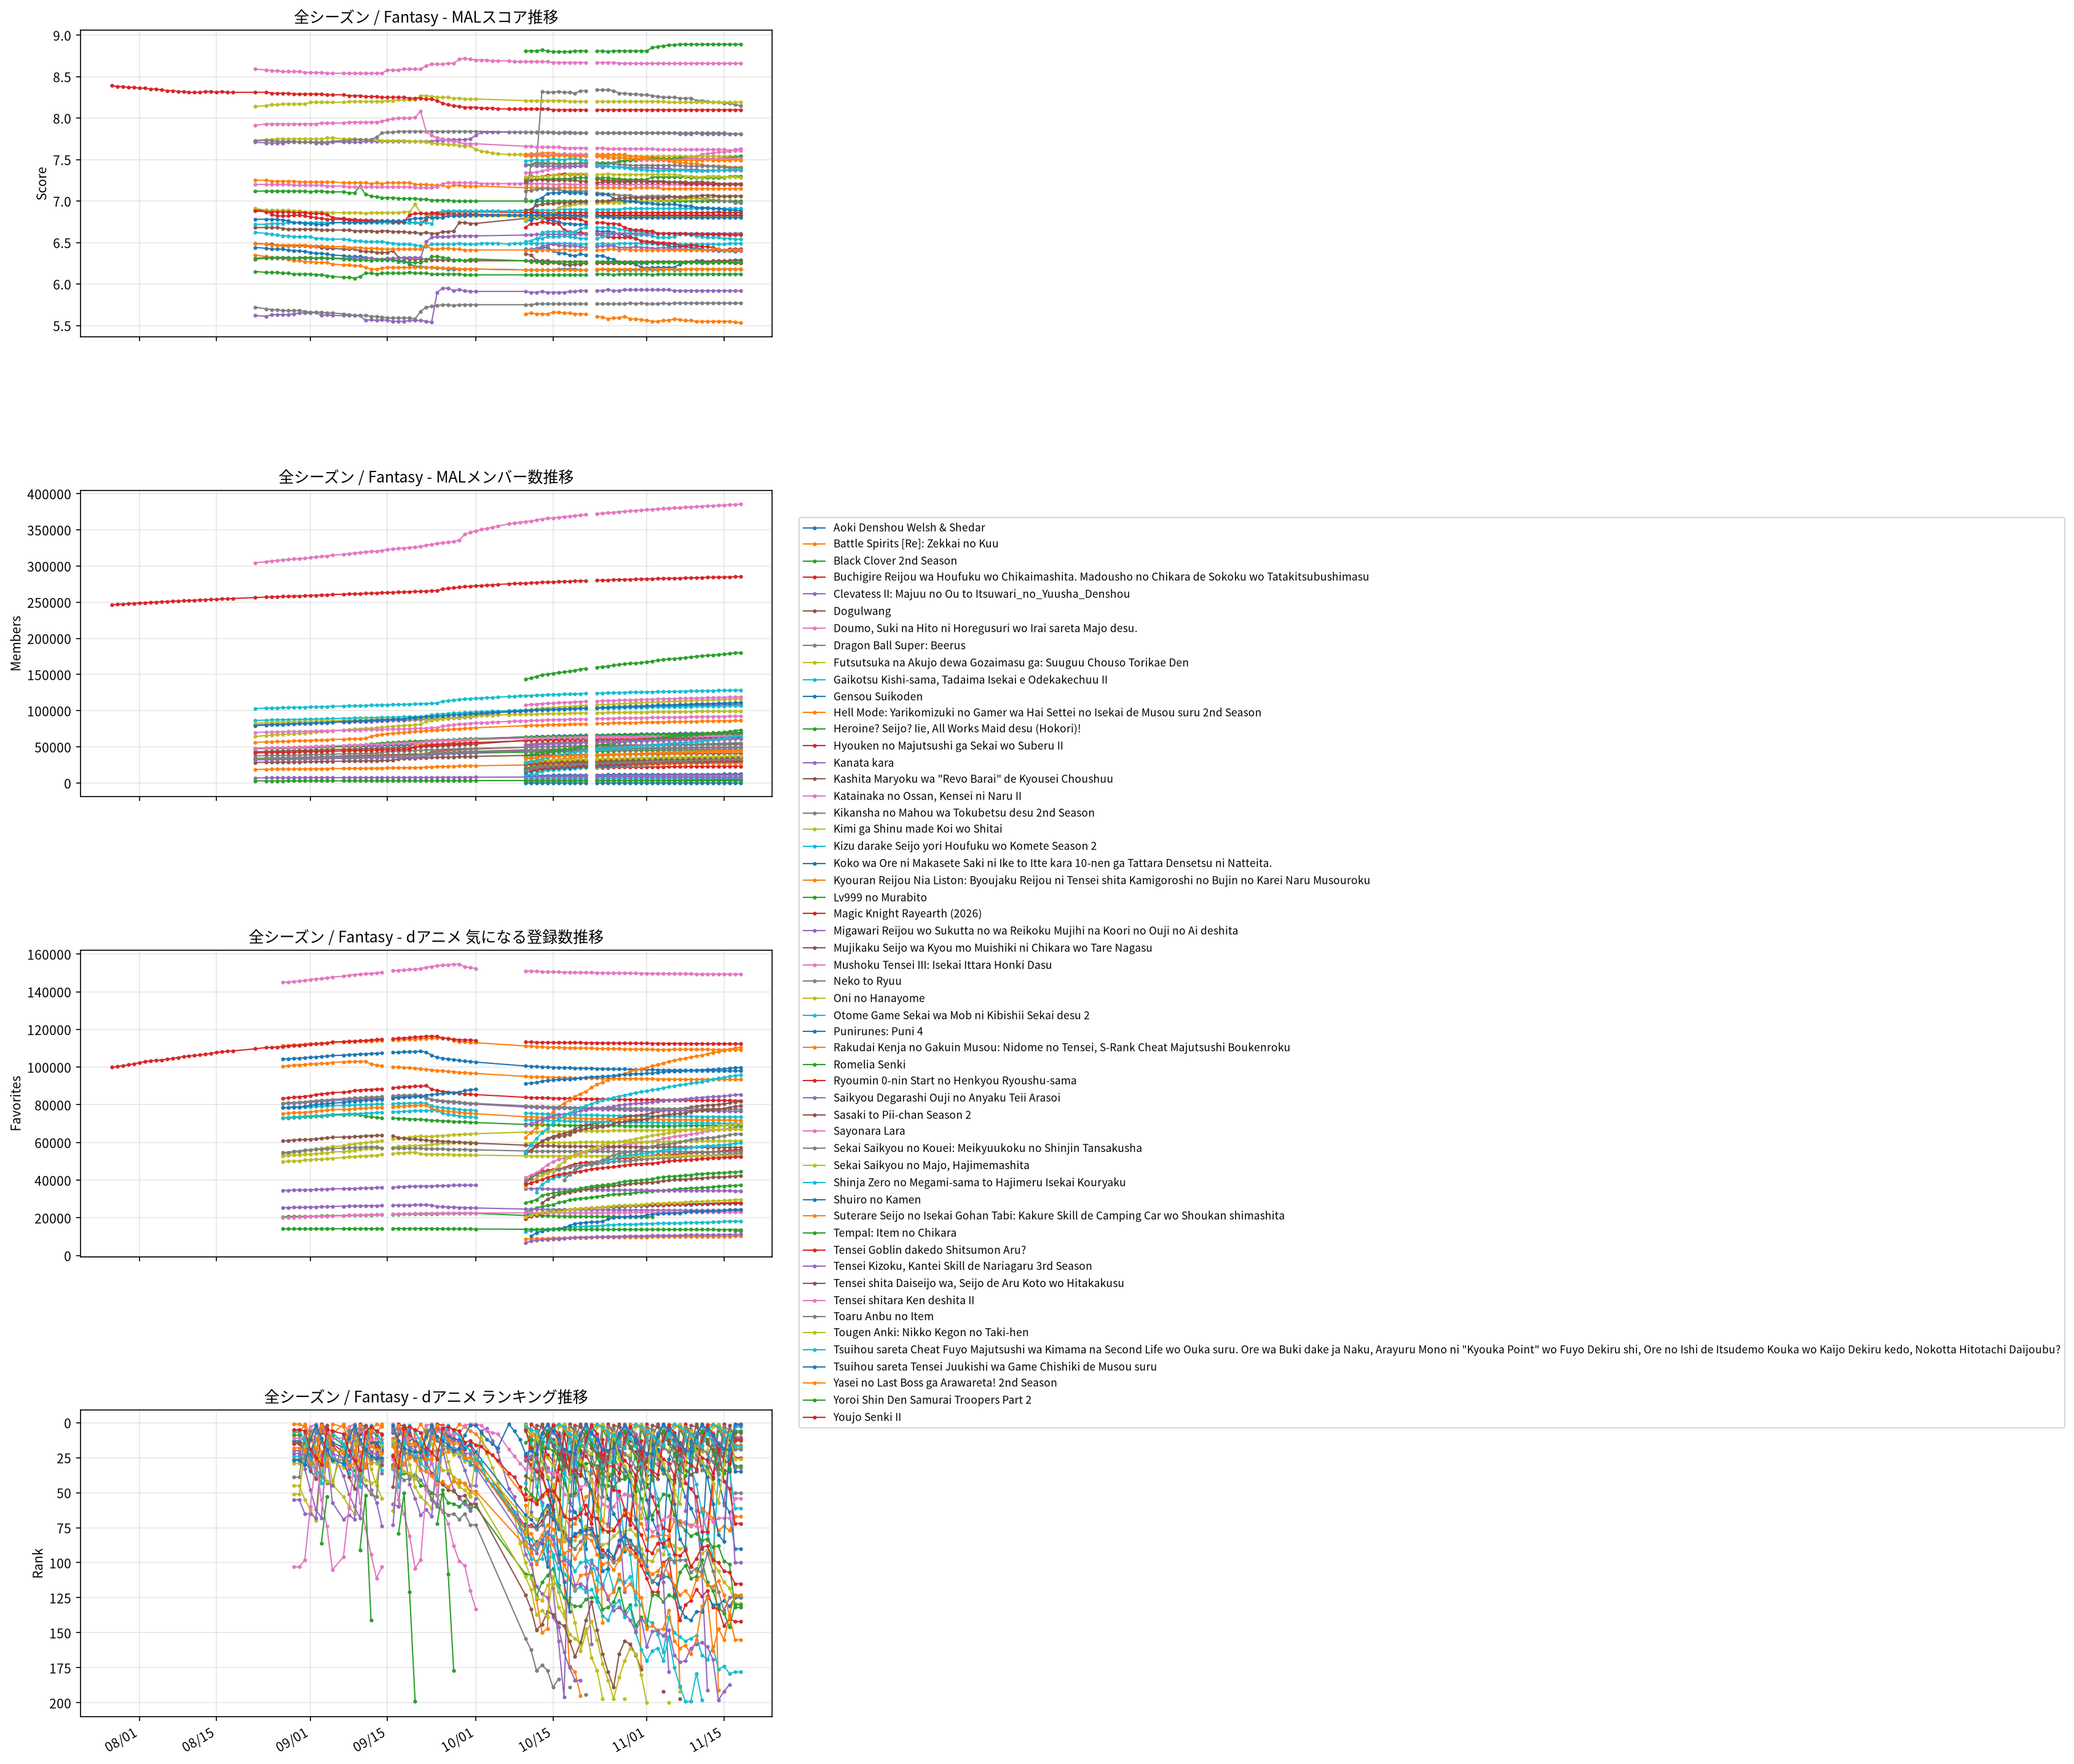 全シーズン / Fantasy - MALスコア推移
9.0
8.5
8.0
7.5
7.0
6.5
6.0
5.5
Score
全シーズン / Fantasy - MALメンバー数推移
400000
350000
300000
250000
200000
150000
100000
50000
0
Members
全シーズン / Fantasy - dアニメ 気になる登録数推移
160000
140000
120000
100000
80000
60000
40000
20000
0
Favorites
全シーズン / Fantasy - dアニメ ランキング推移
0
25
50
75
100
125
150
175
200
Rank
08/01
08/15
09/01
09/15
10/01
10/15
11/01
11/15
Aoki Denshou Welsh & Shedar
Battle Spirits [Re]: Zekkai no Kuu
Black Clover 2nd Season
Buchigire Reijou wa Houfuku wo Chikaimashita. Madousho no Chikara de Sokoku wo Tatakitsubushimasu
Clevatess II: Majuu no Ou to Itsuwari_no_Yuusha_Denshou
Dogulwang
Doumo, Suki na Hito ni Horegusuri wo Irai sareta Majo desu.
Dragon Ball Super: Beerus
Futsutsuka na Akujo dewa Gozaimasu ga: Suuguu Chouso Torikae Den
Gaikotsu Kishi-sama, Tadaima Isekai e Odekakechuu II
Gensou Suikoden
Hell Mode: Yarikomizuki no Gamer wa Hai Settei no Isekai de Musou suru 2nd Season
Heroine? Seijo? Iie, All Works Maid desu (Hokori)!
Hyouken no Majutsushi ga Sekai wo Suberu II
Kanata kara
Kashita Maryoku wa "Revo Barai" de Kyousei Choushuu
Katainaka no Ossan, Kensei ni Naru II
Kikansha no Mahou wa Tokubetsu desu 2nd Season
Kimi ga Shinu made Koi wo Shitai
Kizu darake Seijo yori Houfuku wo Komete Season 2
Koko wa Ore ni Makasete Saki ni Ike to Itte kara 10-nen ga Tattara Densetsu ni Natteita.
Kyouran Reijou Nia Liston: Byoujaku Reijou ni Tensei shita Kamigoroshi no Bujin no Karei Naru Musouroku
Lv999 no Murabito
Magic Knight Rayearth (2026)
Migawari Reijou wo Sukutta no wa Reikoku Mujihi na Koori no Ouji no Ai deshita
Mujikaku Seijo wa Kyou mo Muishiki ni Chikara wo Tare Nagasu
Mushoku Tensei III: Isekai Ittara Honki Dasu
Neko to Ryuu
Oni no Hanayome
Otome Game Sekai wa Mob ni Kibishii Sekai desu 2
Punirunes: Puni 4
Rakudai Kenja no Gakuin Musou: Nidome no Tensei, S-Rank Cheat Majutsushi Boukenroku
Romelia Senki
Ryoumin 0-nin Start no Henkyou Ryoushu-sama
Saikyou Degarashi Ouji no Anyaku Teii Arasoi
Sasaki to Pii-chan Season 2
Sayonara Lara
Sekai Saikyou no Kouei: Meikyuukoku no Shinjin Tansakusha
Sekai Saikyou no Majo, Hajimemashita
Shinja Zero no Megami-sama to Hajimeru Isekai Kouryaku
Shuiro no Kamen
Suterare Seijo no Isekai Gohan Tabi: Kakure Skill de Camping Car wo Shoukan shimashita
Tempal: Item no Chikara
Tensei Goblin dakedo Shitsumon Aru?
Tensei Kizoku, Kantei Skill de Nariagaru 3rd Season
Tensei shita Daiseijo wa, Seijo de Aru Koto wo Hitakakusu
Tensei shitara Ken deshita II
Toaru Anbu no Item
Tougen Anki: Nikko Kegon no Taki-hen
Tsuihou sareta Cheat Fuyo Majutsushi wa Kimama na Second Life wo Ouka suru. Ore wa Buki dake ja Naku, Arayuru Mono ni "Kyouka Point" wo Fuyo Dekiru shi, Ore no Ishi de Itsudemo Kouka wo Kaijo Dekiru kedo, Nokotta Hitotachi Daijoubu?
Tsuihou sareta Tensei Juukishi wa Game Chishiki de Musou suru
Yasei no Last Boss ga Arawareta! 2nd Season
Yoroi Shin Den Samurai Troopers Part 2
Youjo Senki II